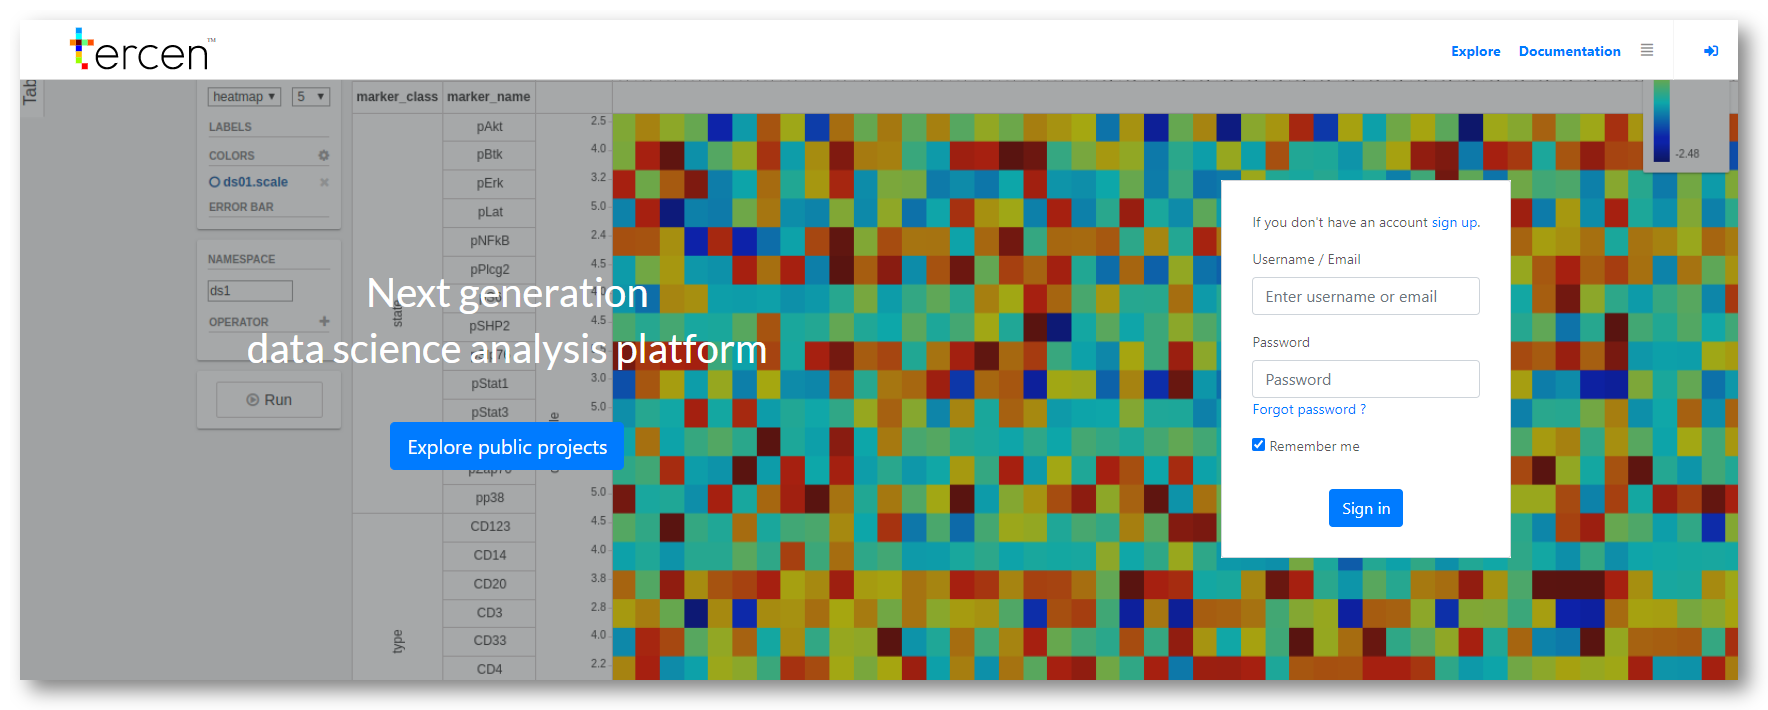 tercen™
Explore Documentation
Tab
heatmap 5
LABELS
COLORS
ds01.scale
ERROR BAR
NAMESPACE
ds1
OPERATOR
Run
marker_class marker_name
state
pAkt 2.5
pBtk 4.0
pErk 3.2
pLat 5.0
pNFkB 2.4
pPlcg2 4.5
pSHP2 4.5
pStat1 3.0
pStat3 5.0
pp38 5.0
type
CD123 4.5
CD14 4.0
CD20 3.8
CD3 2.8
CD33 4.0
CD4 2.2
-2.48
Next generation
data science analysis platform
Explore public projects
If you don't have an account sign up.
Username / Email
Enter username or email
Password
Password
Forgot password ?
Remember me
Sign in